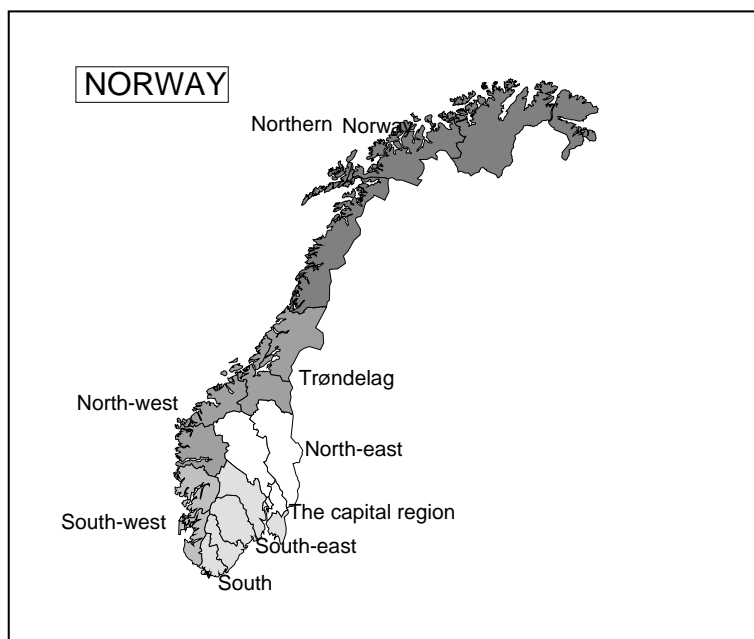 NORWAY
Northern Norway
Trøndelag
North-west
North-east
The capital region
South-west
South-east
South